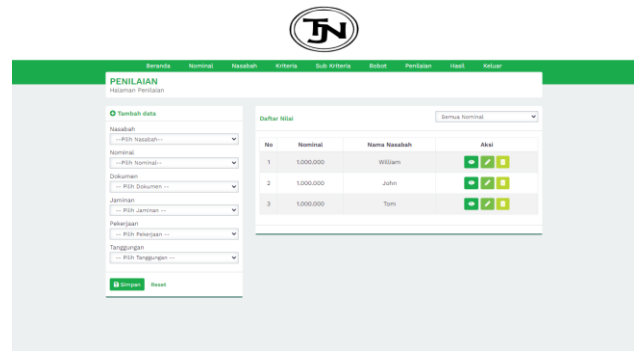 TJN
Beranda Nominal Nasabah Kriteria Sub Kriteria Bobot Penilaian Hasil Keluar
PENILAIAN
Halaman Penilaian
Tambah data
Nasabah
--Pilih Nasabah--
Nominal
--Pilih Nominal--
Dokumen
-- Pilih Dokumen --
Jaminan
-- Pilih Jaminan --
Pekerjaan
-- Pilih Pekerjaan --
Tanggungan
-- Pilih Tanggungan --
Simpan Reset
Daftar Nilai Semua Nominal
No Nominal Nama Nasabah Aksi
1 1.000.000 William
2 1.000.000 John
3 1.000.000 Tom